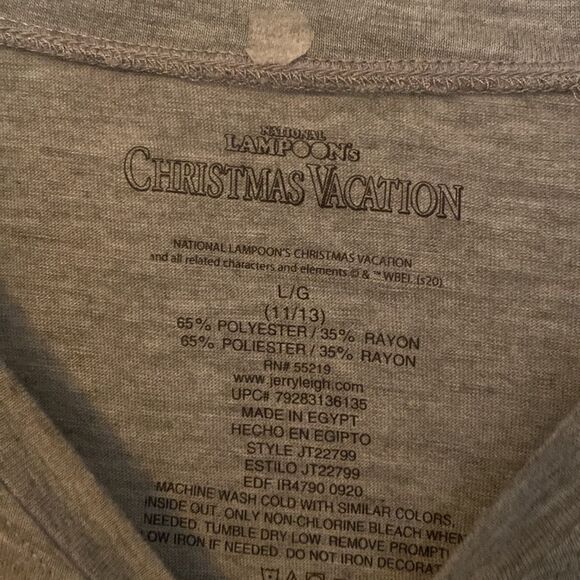 NATIONAL
LAMPOON'S
CHRISTMAS VACATION
NATIONAL LAMPOON'S CHRISTMAS VACATION
and all related characters and elements © & ™ WBEI. (s20)
L/G
(11/13)
65% POLYESTER / 35% RAYON
65% POLIESTER / 35% RAYON
RN# 55219
www.jerryleigh.com
UPC# 79283136135
MADE IN EGYPT
HECHO EN EGIPTO
STYLE JT22799
ESTILO JT22799
EDF IR4790 0920
MACHINE WASH COLD WITH SIMILAR COLORS,
INSIDE OUT. ONLY NON-CHLORINE BLEACH WHEN
NEEDED. TUMBLE DRY LOW. REMOVE PROMPTL
LOW IRON IF NEEDED. DO NOT IRON DECORAT